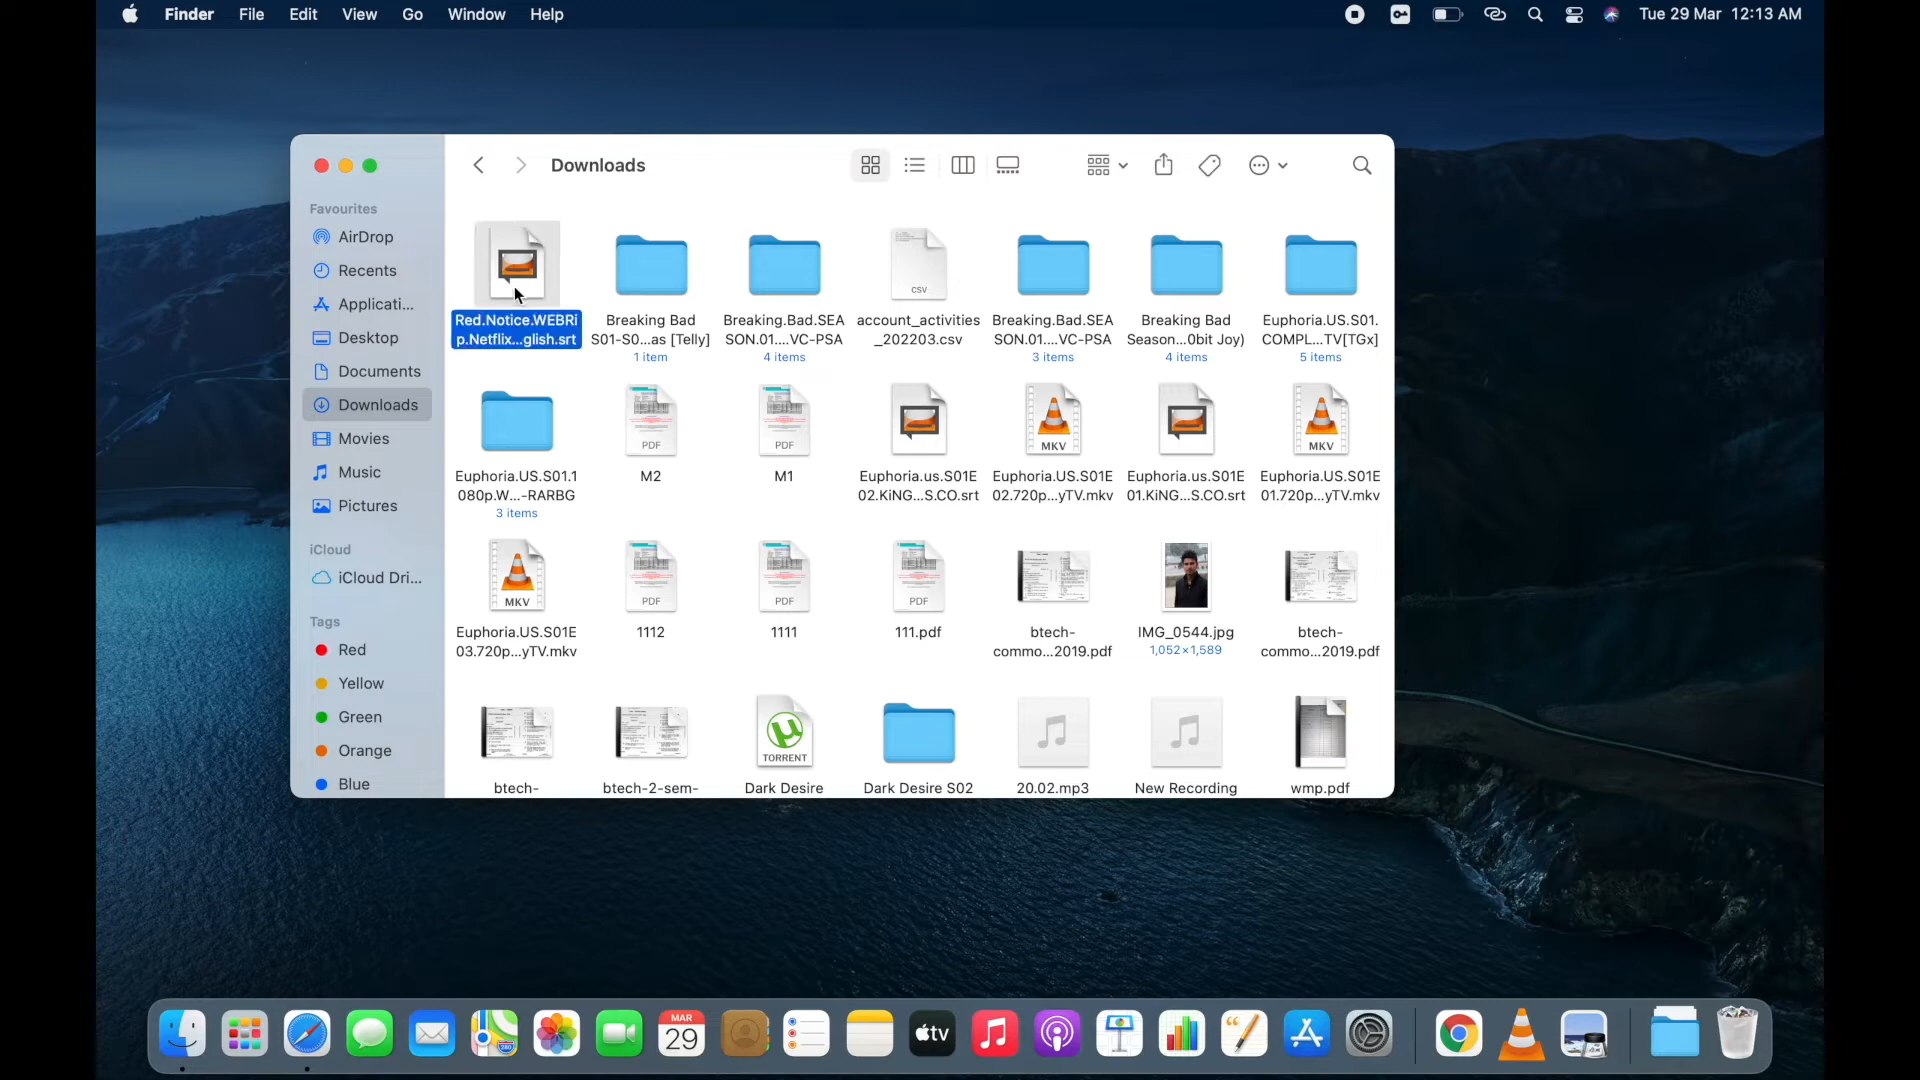 Finder File Edit View Go Window Help Tue 29 Mar 12:13 AM
Downloads
Favourites
AirDrop
Recents
Applicati...
Desktop
Documents
Downloads
Movies
Music
Pictures
iCloud
iCloud Dri...
Tags
Red
Yellow
Green
Orange
Blue
CSV
Red.Notice.WEBRi Breaking Bad Breaking.Bad.SEA account_activities Breaking.Bad.SEA Breaking Bad Euphoria.US.S01.
p.Netflix...glish.srt S01-S0...as [Telly] SON.01....VC-PSA _202203.csv SON.01....VC-PSA Season...0bit Joy) COMPL...TV[TGx]
1 item 4 items 3 items 4 items 5 items
PDF PDF MKV MKV
Euphoria.US.S01.1 M2 M1 Euphoria.us.S01E Euphoria.US.S01E Euphoria.us.S01E Euphoria.US.S01E
080p.W...-RARBG 02.KiNG...S.CO.srt 02.720p...yTV.mkv 01.KiNG...S.CO.srt 01.720p...yTV.mkv
3 items
MKV PDF PDF PDF
Euphoria.US.S01E 1112 1111 111.pdf btech- IMG_0544.jpg btech-
03.720p...yTV.mkv commo...2019.pdf 1,052×1,589 commo...2019.pdf
µ
TORRENT
btech- btech-2-sem- Dark Desire Dark Desire S02 20.02.mp3 New Recording wmp.pdf
280
MAR
29
tv